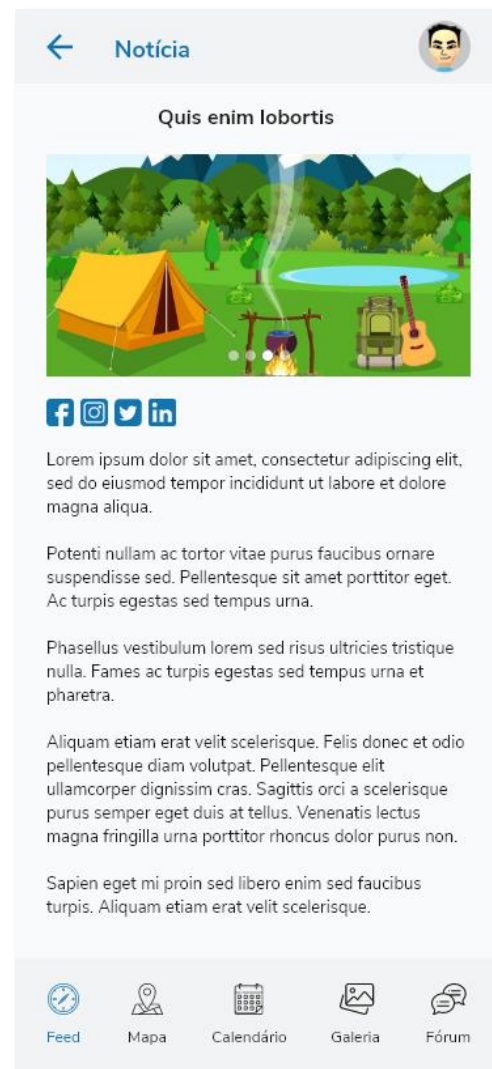 Notícia
Quis enim lobortis
Lorem ipsum dolor sit amet, consectetur adipiscing elit,
sed do eiusmod tempor incididunt ut labore et dolore
magna aliqua.
Potenti nullam ac tortor vitae purus faucibus ornare
suspendisse sed. Pellentesque sit amet porttitor eget.
Ac turpis egestas sed tempus urna.
Phasellus vestibulum lorem sed risus ultricies tristique
nulla. Fames ac turpis egestas sed tempus urna et
pharetra.
Aliquam etiam erat velit scelerisque. Felis donec et odio
pellentesque diam volutpat. Pellentesque elit
ullamcorper dignissim cras. Sagittis orci a scelerisque
purus semper eget duis at tellus. Venenatis lectus
magna fringilla urna porttitor rhoncus dolor purus non.
Sapien eget mi proin sed libero enim sed faucibus
turpis. Aliquam etiam erat velit scelerisque.
Feed Mapa Calendário Galeria Fórum